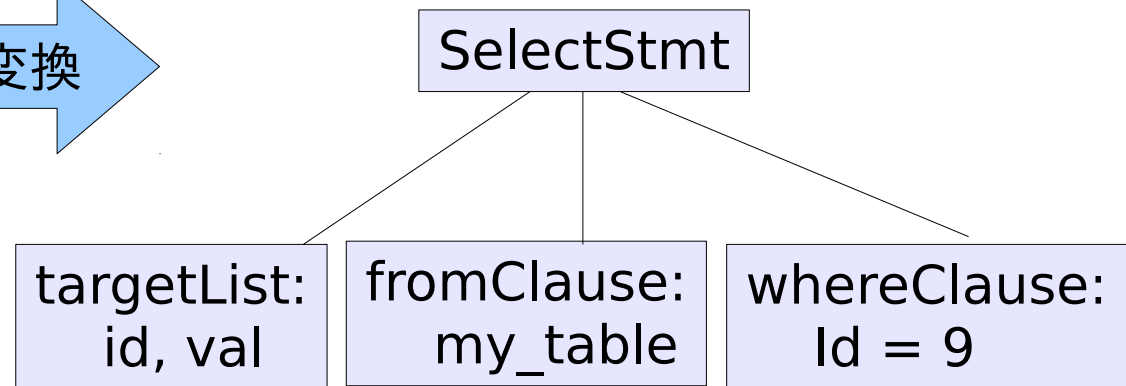 変換
SelectStmt
targetList:
id, val
fromClause:
my_table
whereClause:
Id = 9